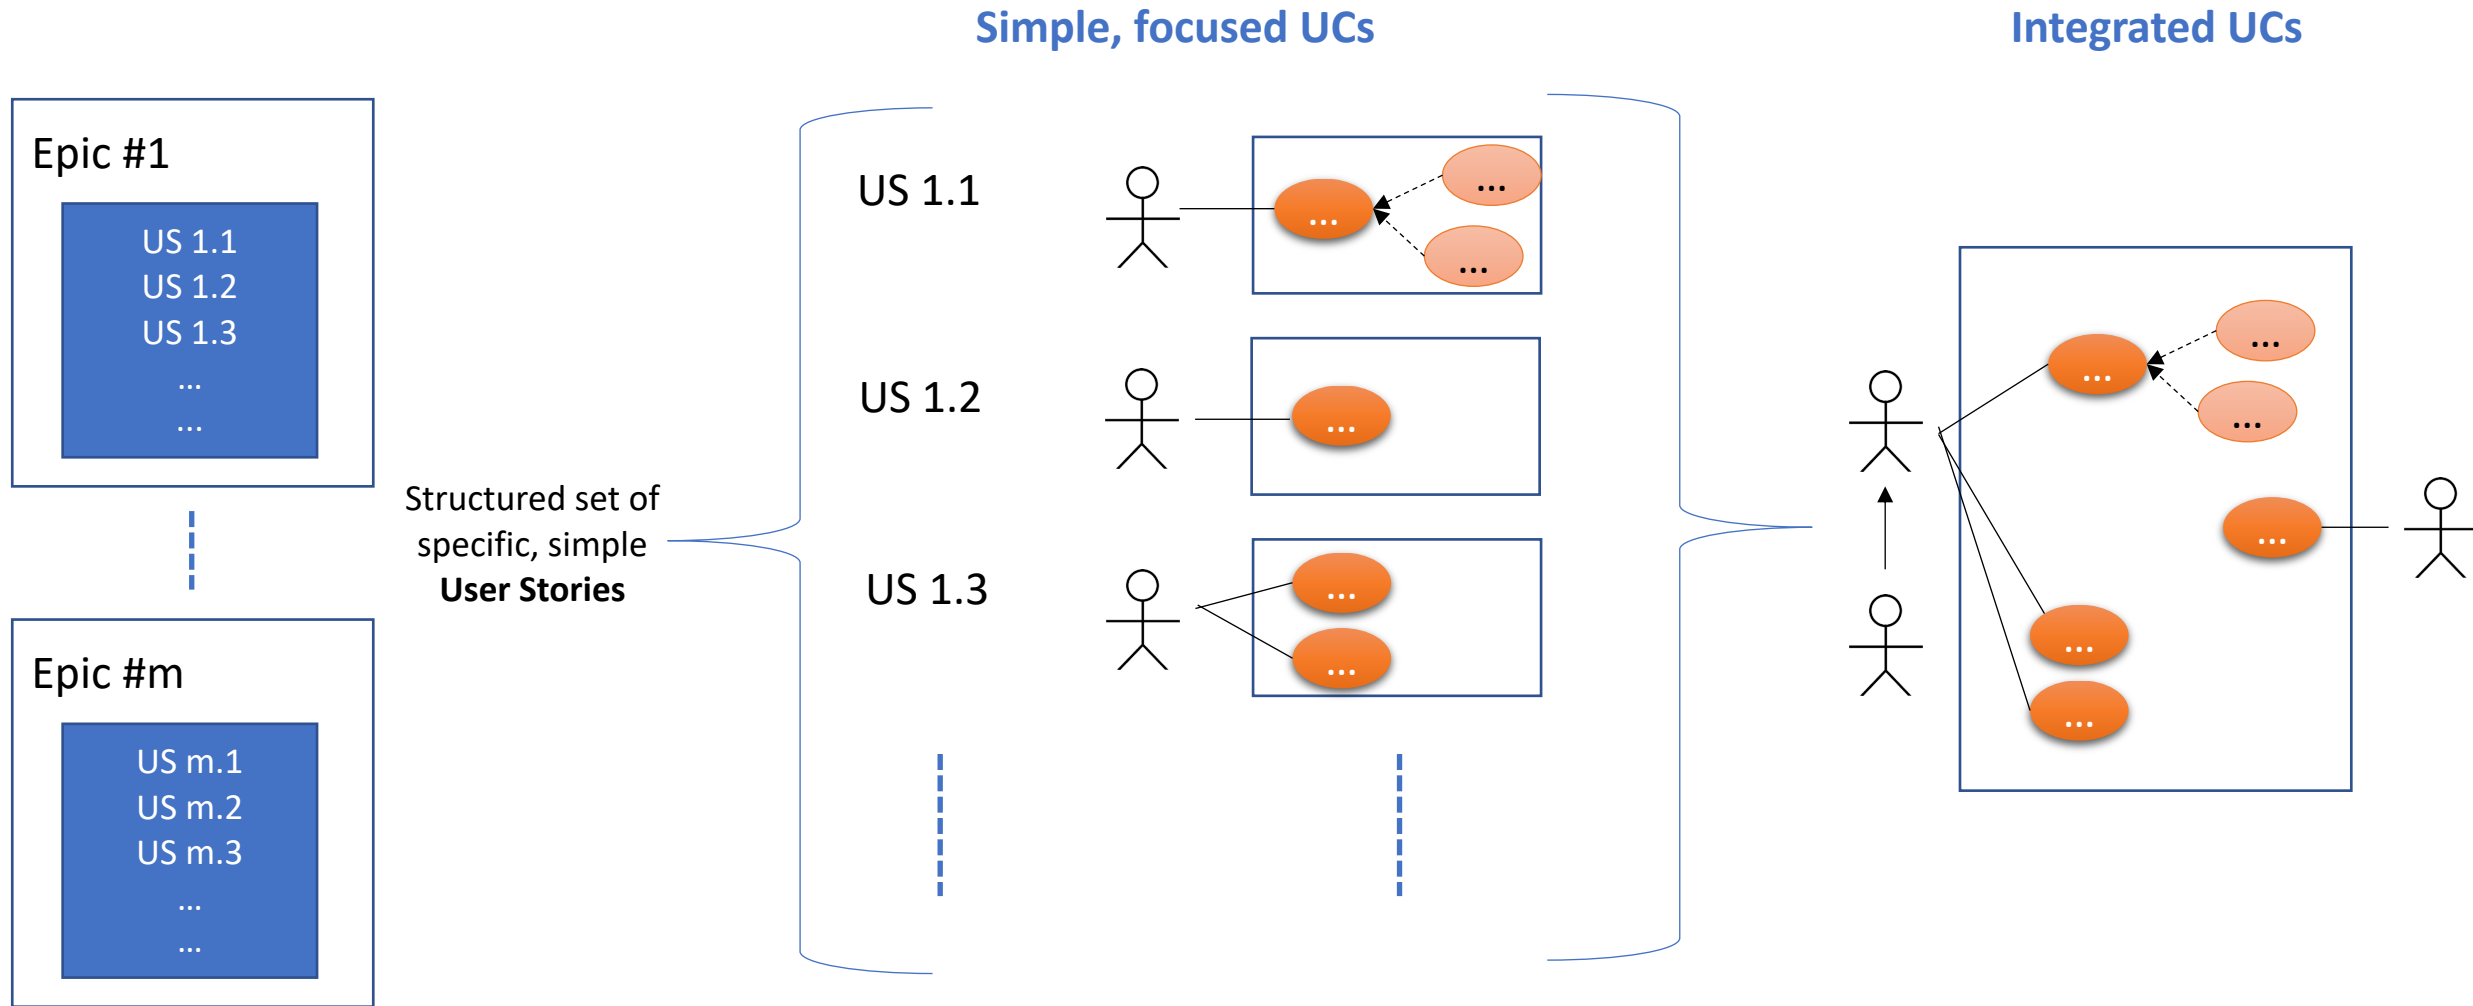 Simple, focused UCs
Integrated UCs
Epic #1
US 1.1
US 1.2
US 1.3
...
...
Epic #m
US m.1
US m.2
US m.3
...
...
Structured set of
specific, simple
User Stories
US 1.1
...
...
...
US 1.2
...
US 1.3
...
...
...
...
...
...
...
...